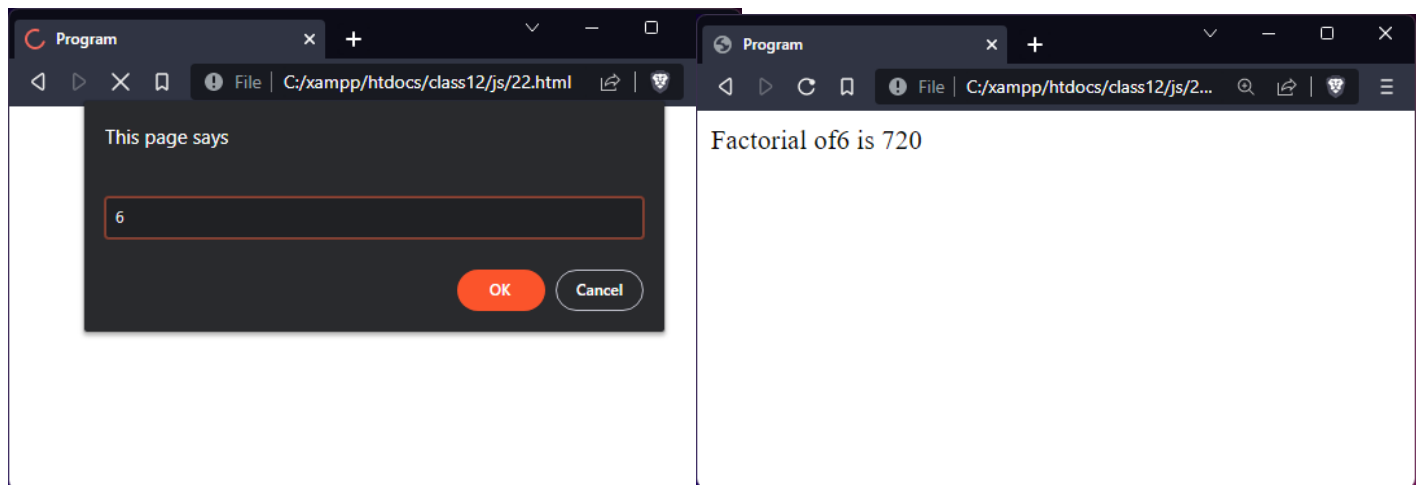 Program
File C:/xampp/htdocs/class12/js/22.html
This page says
6
OK Cancel
Program
File C:/xampp/htdocs/class12/js/2...
Factorial of6 is 720